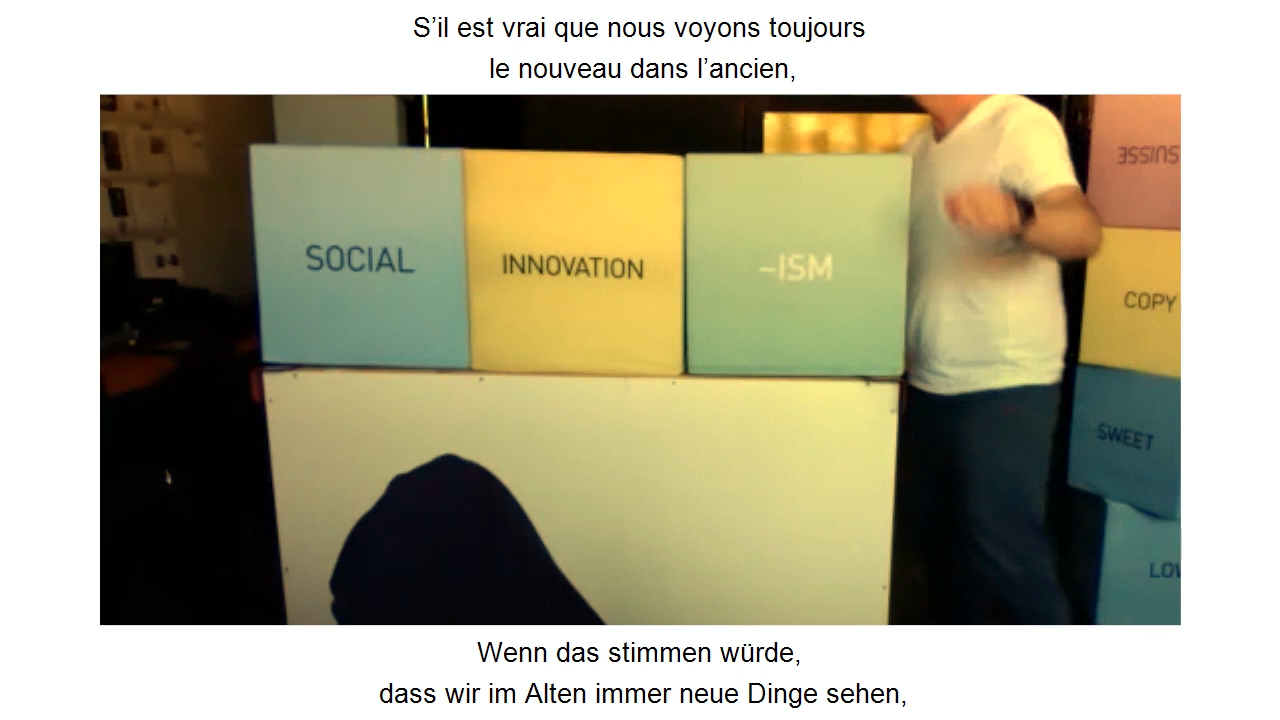 S’il est vrai que nous voyons toujours
le nouveau dans l’ancien,
SOCIAL
INNOVATION
–ISM
SUISSE
COPY
SWEET
Wenn das stimmen würde,
dass wir im Alten immer neue Dinge sehen,